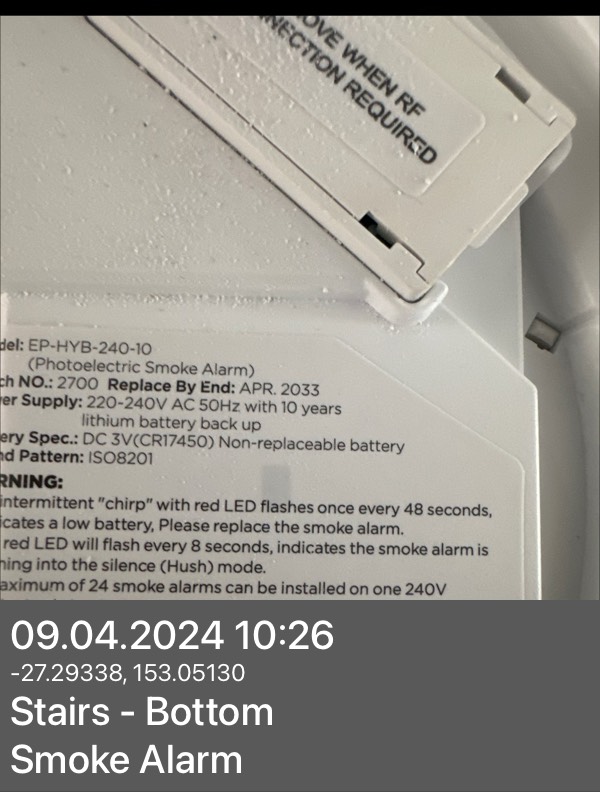 OVE WHEN RF
NNECTION REQUIRED
del: EP-HYB-240-10
(Photoelectric Smoke Alarm)
ch NO.: 2700 Replace By End: APR. 2033
er Supply: 220-240V AC 50Hz with 10 years
lithium battery back up
ery Spec.: DC 3V(CR17450) Non-replaceable battery
nd Pattern: ISO8201
RNING:
intermittent "chirp" with red LED flashes once every 48 seconds,
icates a low battery, Please replace the smoke alarm.
red LED will flash every 8 seconds, indicates the smoke alarm is
ning into the silence (Hush) mode.
aximum of 24 smoke alarms can be installed on one 240V
09.04.2024 10:26
-27.29338, 153.05130
Stairs - Bottom
Smoke Alarm